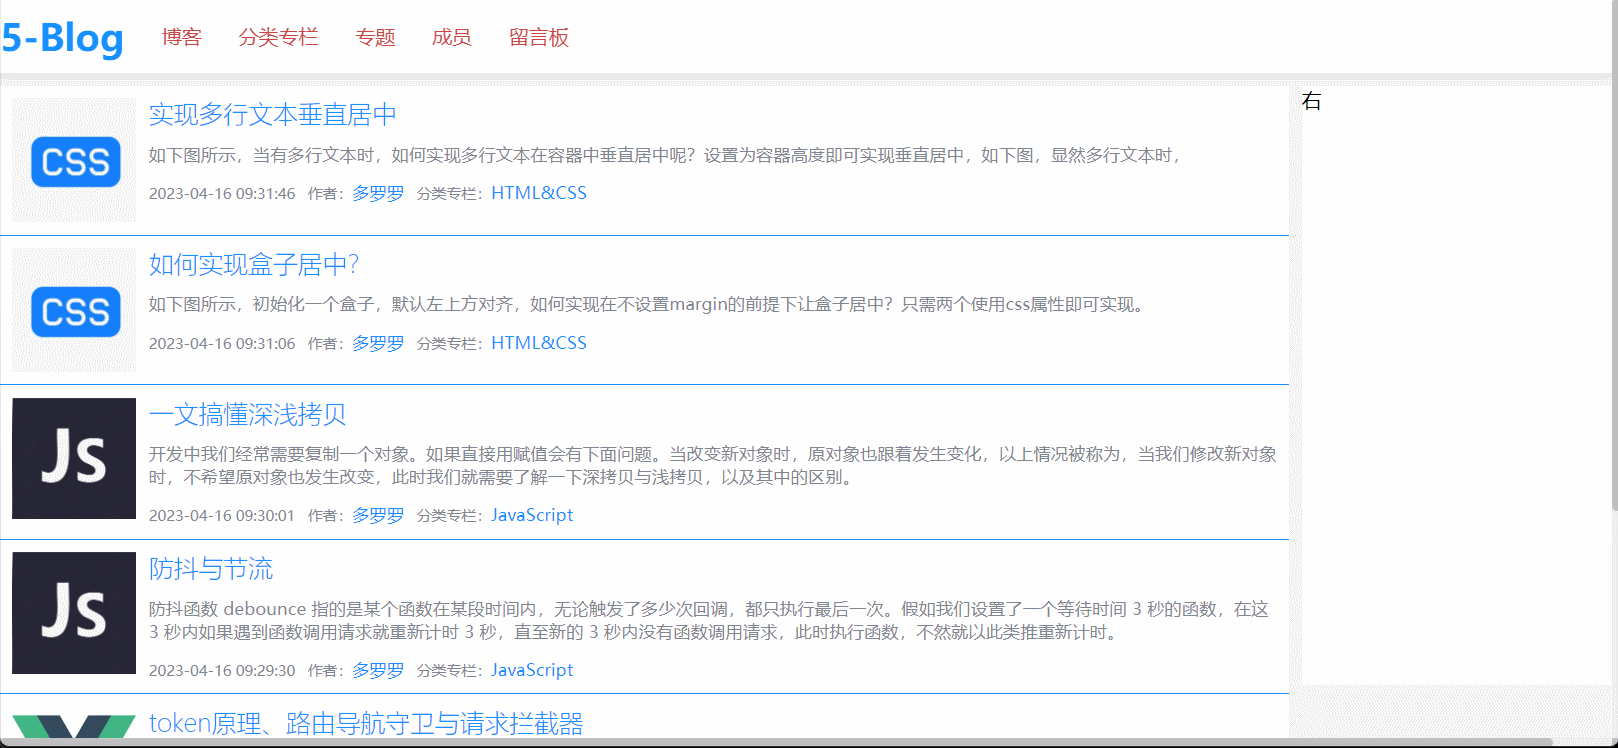 5-Blog 博客 分类专栏 专题 成员 留言板
右
CSS
实现多行文本垂直居中
如下图所示，当有多行文本时，如何实现多行文本在容器中垂直居中呢？设置为容器高度即可实现垂直居中，如下图，显然多行文本时，
2023-04-16 09:31:46 作者：多罗罗 分类专栏：HTML&CSS
CSS
如何实现盒子居中？
如下图所示，初始化一个盒子，默认左上方对齐，如何实现在不设置margin的前提下让盒子居中？只需两个使用css属性即可实现。
2023-04-16 09:31:06 作者：多罗罗 分类专栏：HTML&CSS
Js
一文搞懂深浅拷贝
开发中我们经常需要复制一个对象。如果直接用赋值会有下面问题。当改变新对象时，原对象也跟着发生变化，以上情况被称为，当我们修改新对象
时，不希望原对象也发生改变，此时我们就需要了解一下深拷贝与浅拷贝，以及其中的区别。
2023-04-16 09:30:01 作者：多罗罗 分类专栏：JavaScript
Js
防抖与节流
防抖函数 debounce 指的是某个函数在某段时间内，无论触发了多少次回调，都只执行最后一次。假如我们设置了一个等待时间 3 秒的函数，在这
3 秒内如果遇到函数调用请求就重新计时 3 秒，直至新的 3 秒内没有函数调用请求，此时执行函数，不然就以此类推重新计时。
2023-04-16 09:29:30 作者：多罗罗 分类专栏：JavaScript
token原理、路由导航守卫与请求拦截器